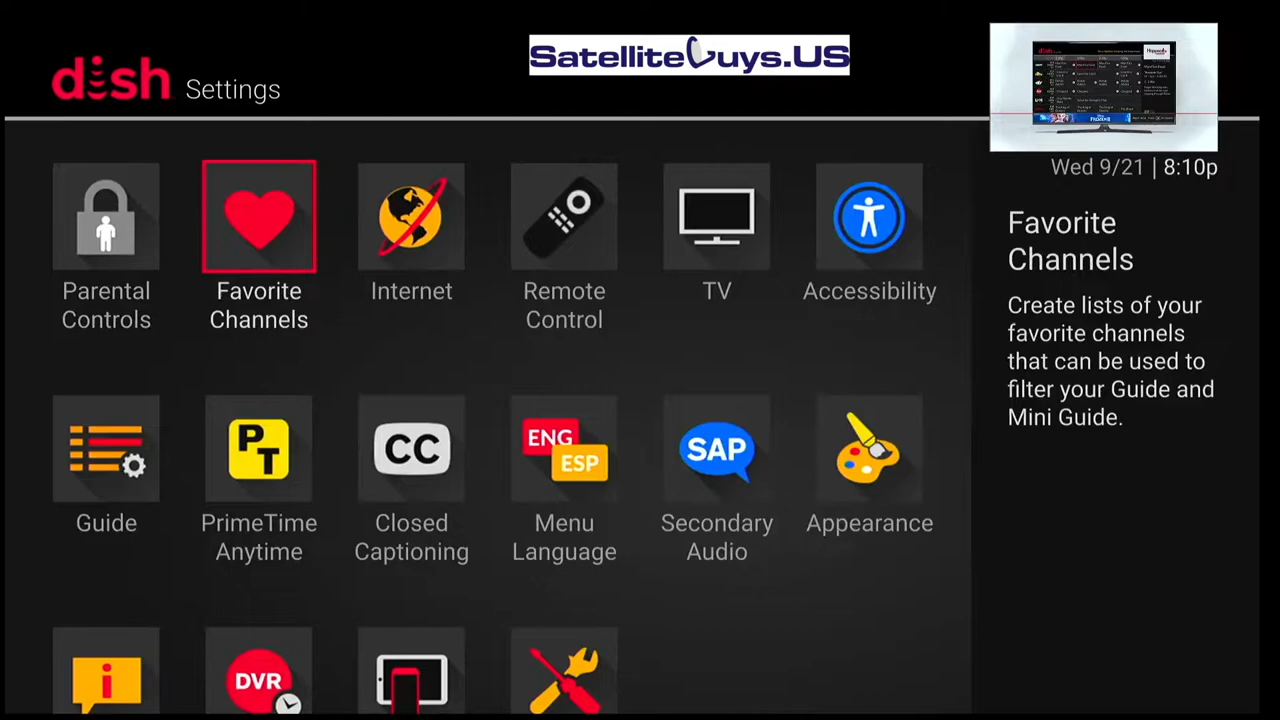 dish Settings
SatelliteGuys.US
Wed 9/21 | 8:10p
Parental
Controls
Favorite
Channels
Internet
Remote
Control
TV
Accessibility
Favorite
Channels
Create lists of your
favorite channels
that can be used to
filter your Guide and
Mini Guide.
Guide
PT
PrimeTime
Anytime
CC
Closed
Captioning
ENG
ESP
Menu
Language
SAP
Secondary
Audio
Appearance
i
DVR